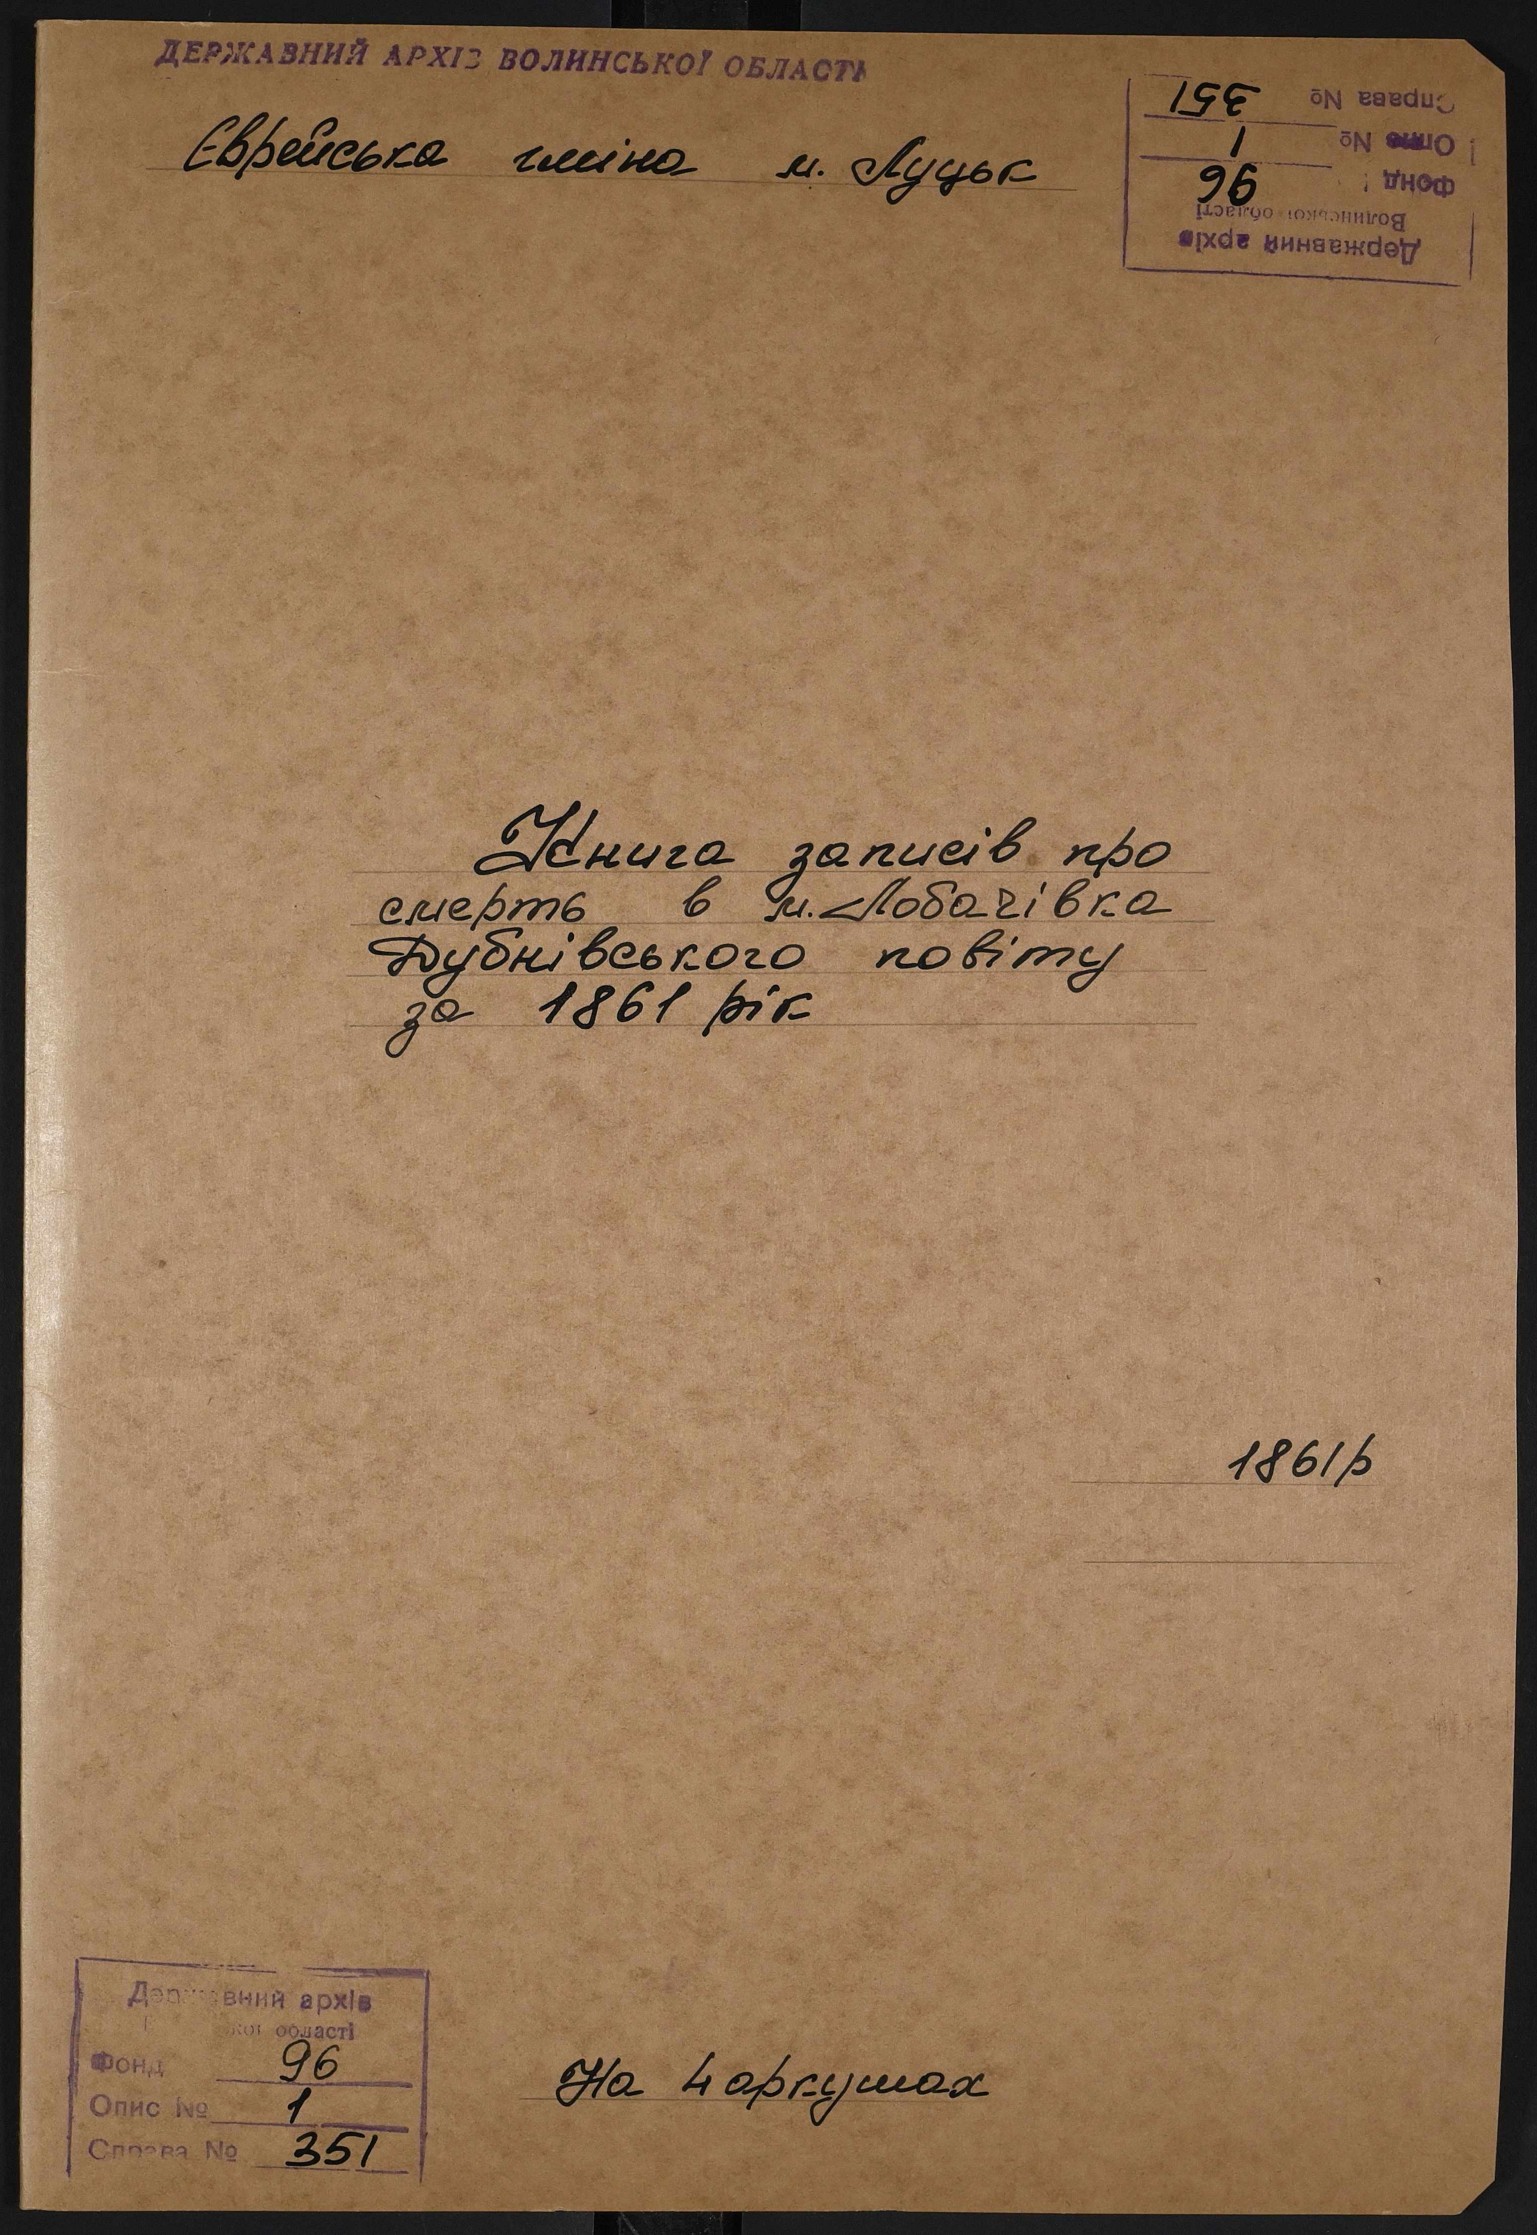 ДЕРЖАВНИЙ АРХІВ ВОЛИНСЬКОЇ ОБЛАСТИ
Єврейська гміна м. Луцьк
Державний архів
Волинської області
Фонд 96
Опис № 1
Справа № 351
Книга записів про
смерть в м. Лобачівка
Дубнівського повіту
за 1861 рік
1861р
Державний архів
області
Фонд 96
Опис № 1
Справа № 351
На 4 аркушах